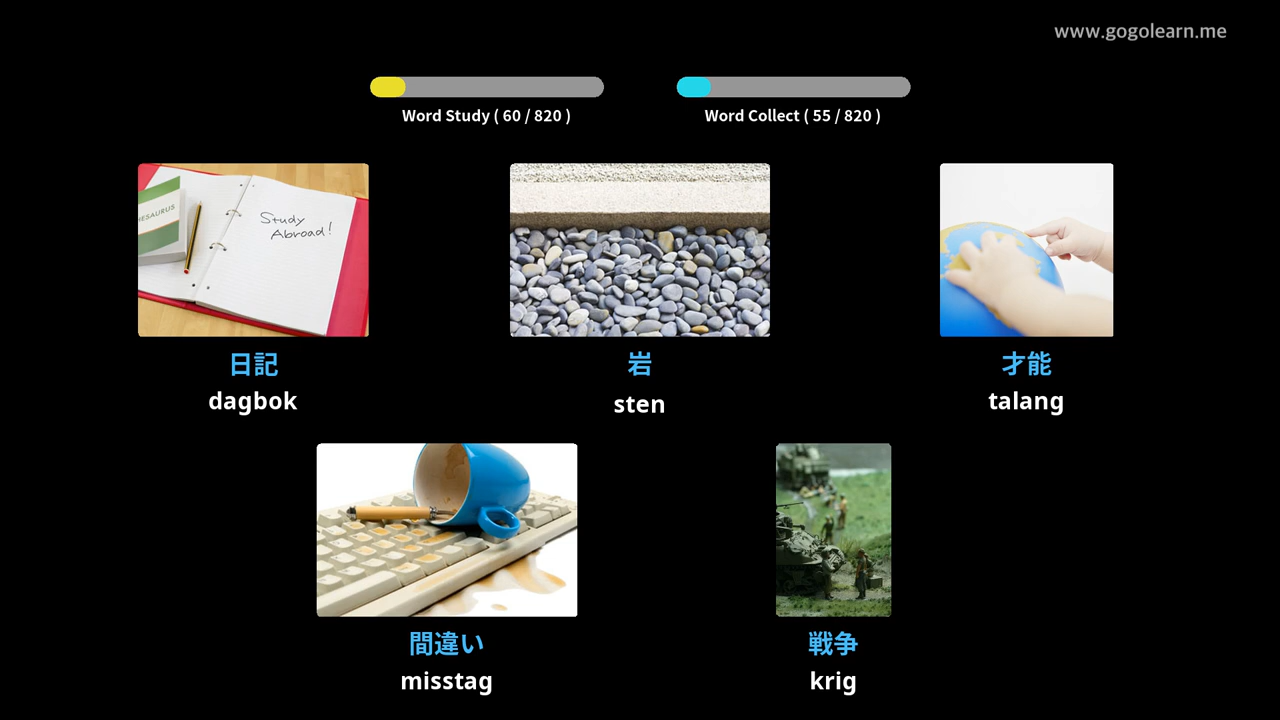 www.gogolearn.me
Word Study ( 60 / 820 )
Word Collect ( 55 / 820 )
HESAURUS
Study
Abroad!
日記
dagbok
岩
sten
才能
talang
間違い
misstag
戦争
krig